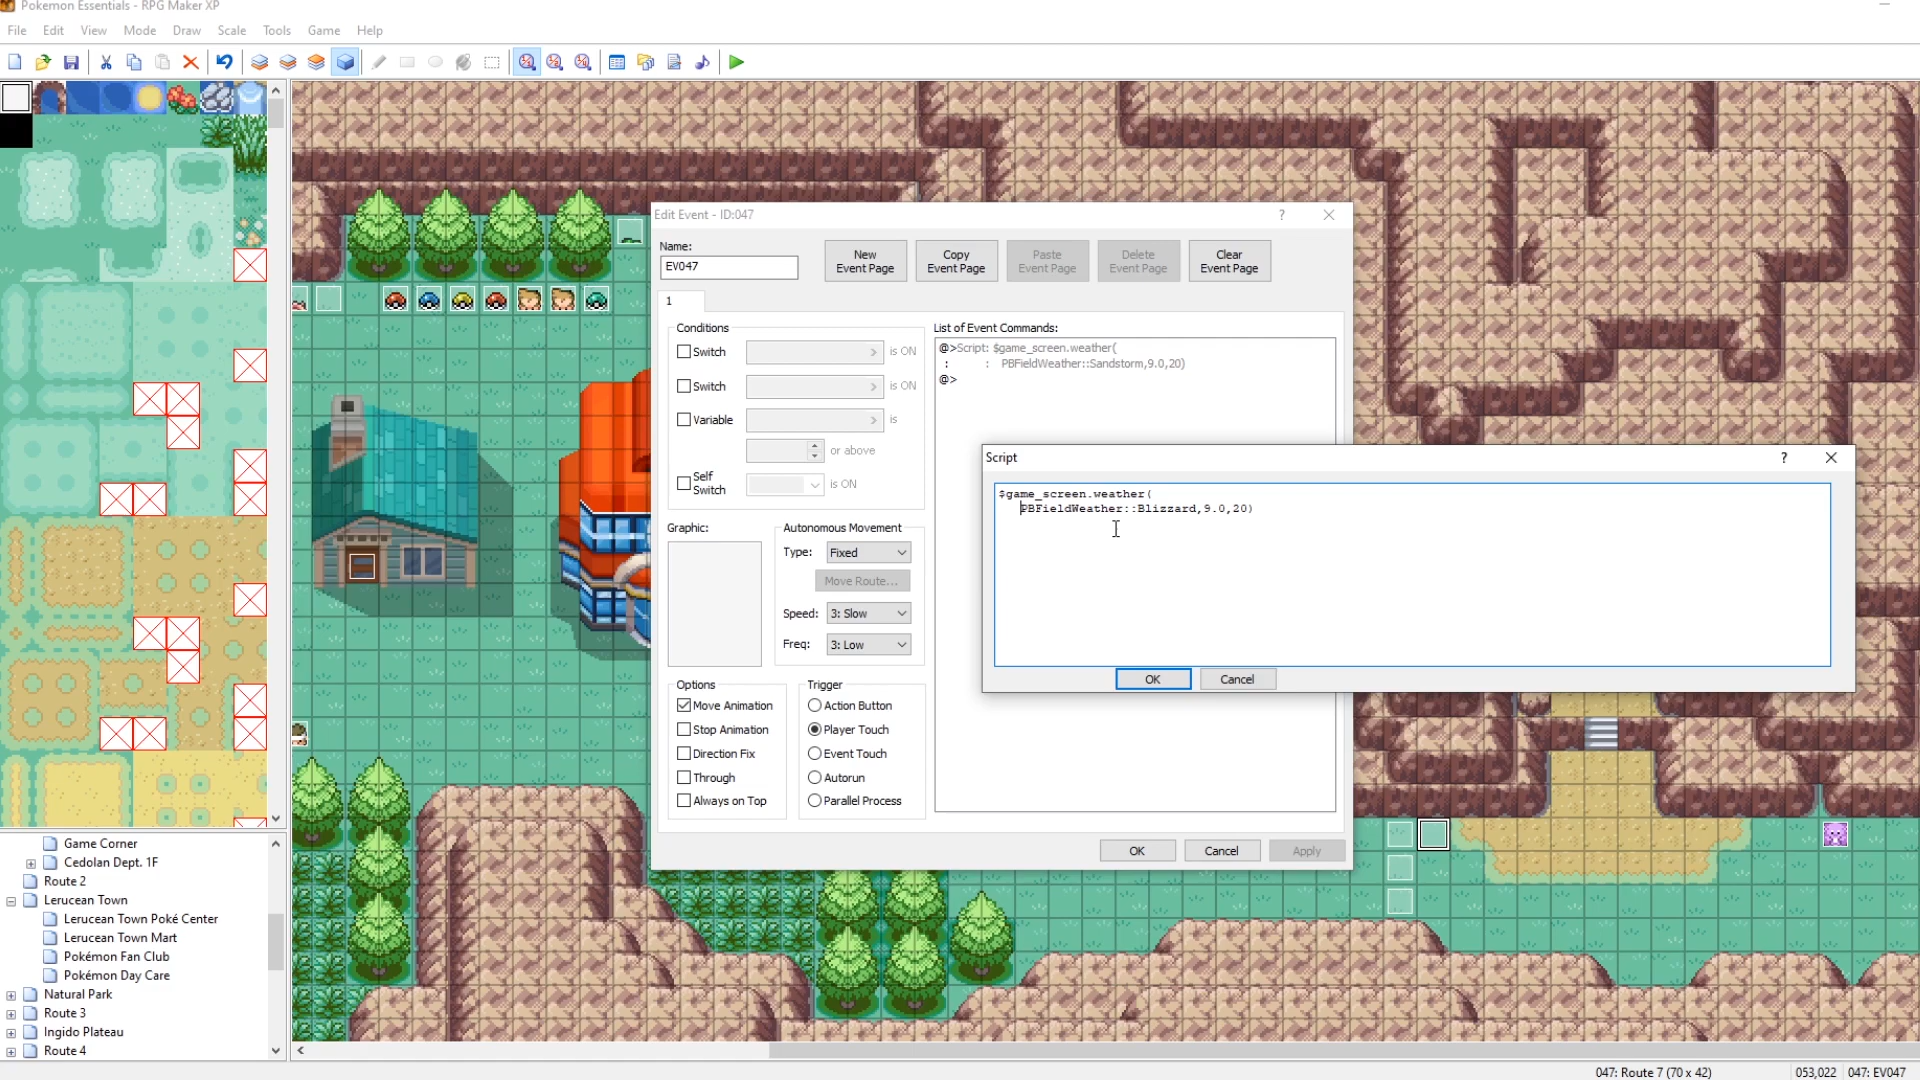 Pokemon Essentials - RPG Maker XP
File Edit View Mode Draw Scale Tools Game Help
Edit Event - ID:047
Name:
EV047
New Event Page
Copy Event Page
Paste Event Page
Delete Event Page
Clear Event Page
1
Conditions
Switch is ON
Switch is ON
Variable is
or above
Self Switch is ON
Graphic:
Autonomous Movement
Type: Fixed
Move Route...
Speed: 3: Slow
Freq: 3: Low
Options
Move Animation
Stop Animation
Direction Fix
Through
Always on Top
Trigger
Action Button
Player Touch
Event Touch
Autorun
Parallel Process
List of Event Commands:
@>Script: $game_screen.weather(
: : PBFieldWeather::Sandstorm,9.0,20)
@>
OK Cancel Apply
Script
$game_screen.weather(
PBFieldWeather::Blizzard,9.0,20)
OK Cancel
Game Corner
Cedolan Dept. 1F
Route 2
Lerucean Town
Lerucean Town Poké Center
Lerucean Town Mart
Pokémon Fan Club
Pokémon Day Care
Natural Park
Route 3
Ingido Plateau
Route 4
047: Route 7 (70 x 42) 053,022 047: EV047